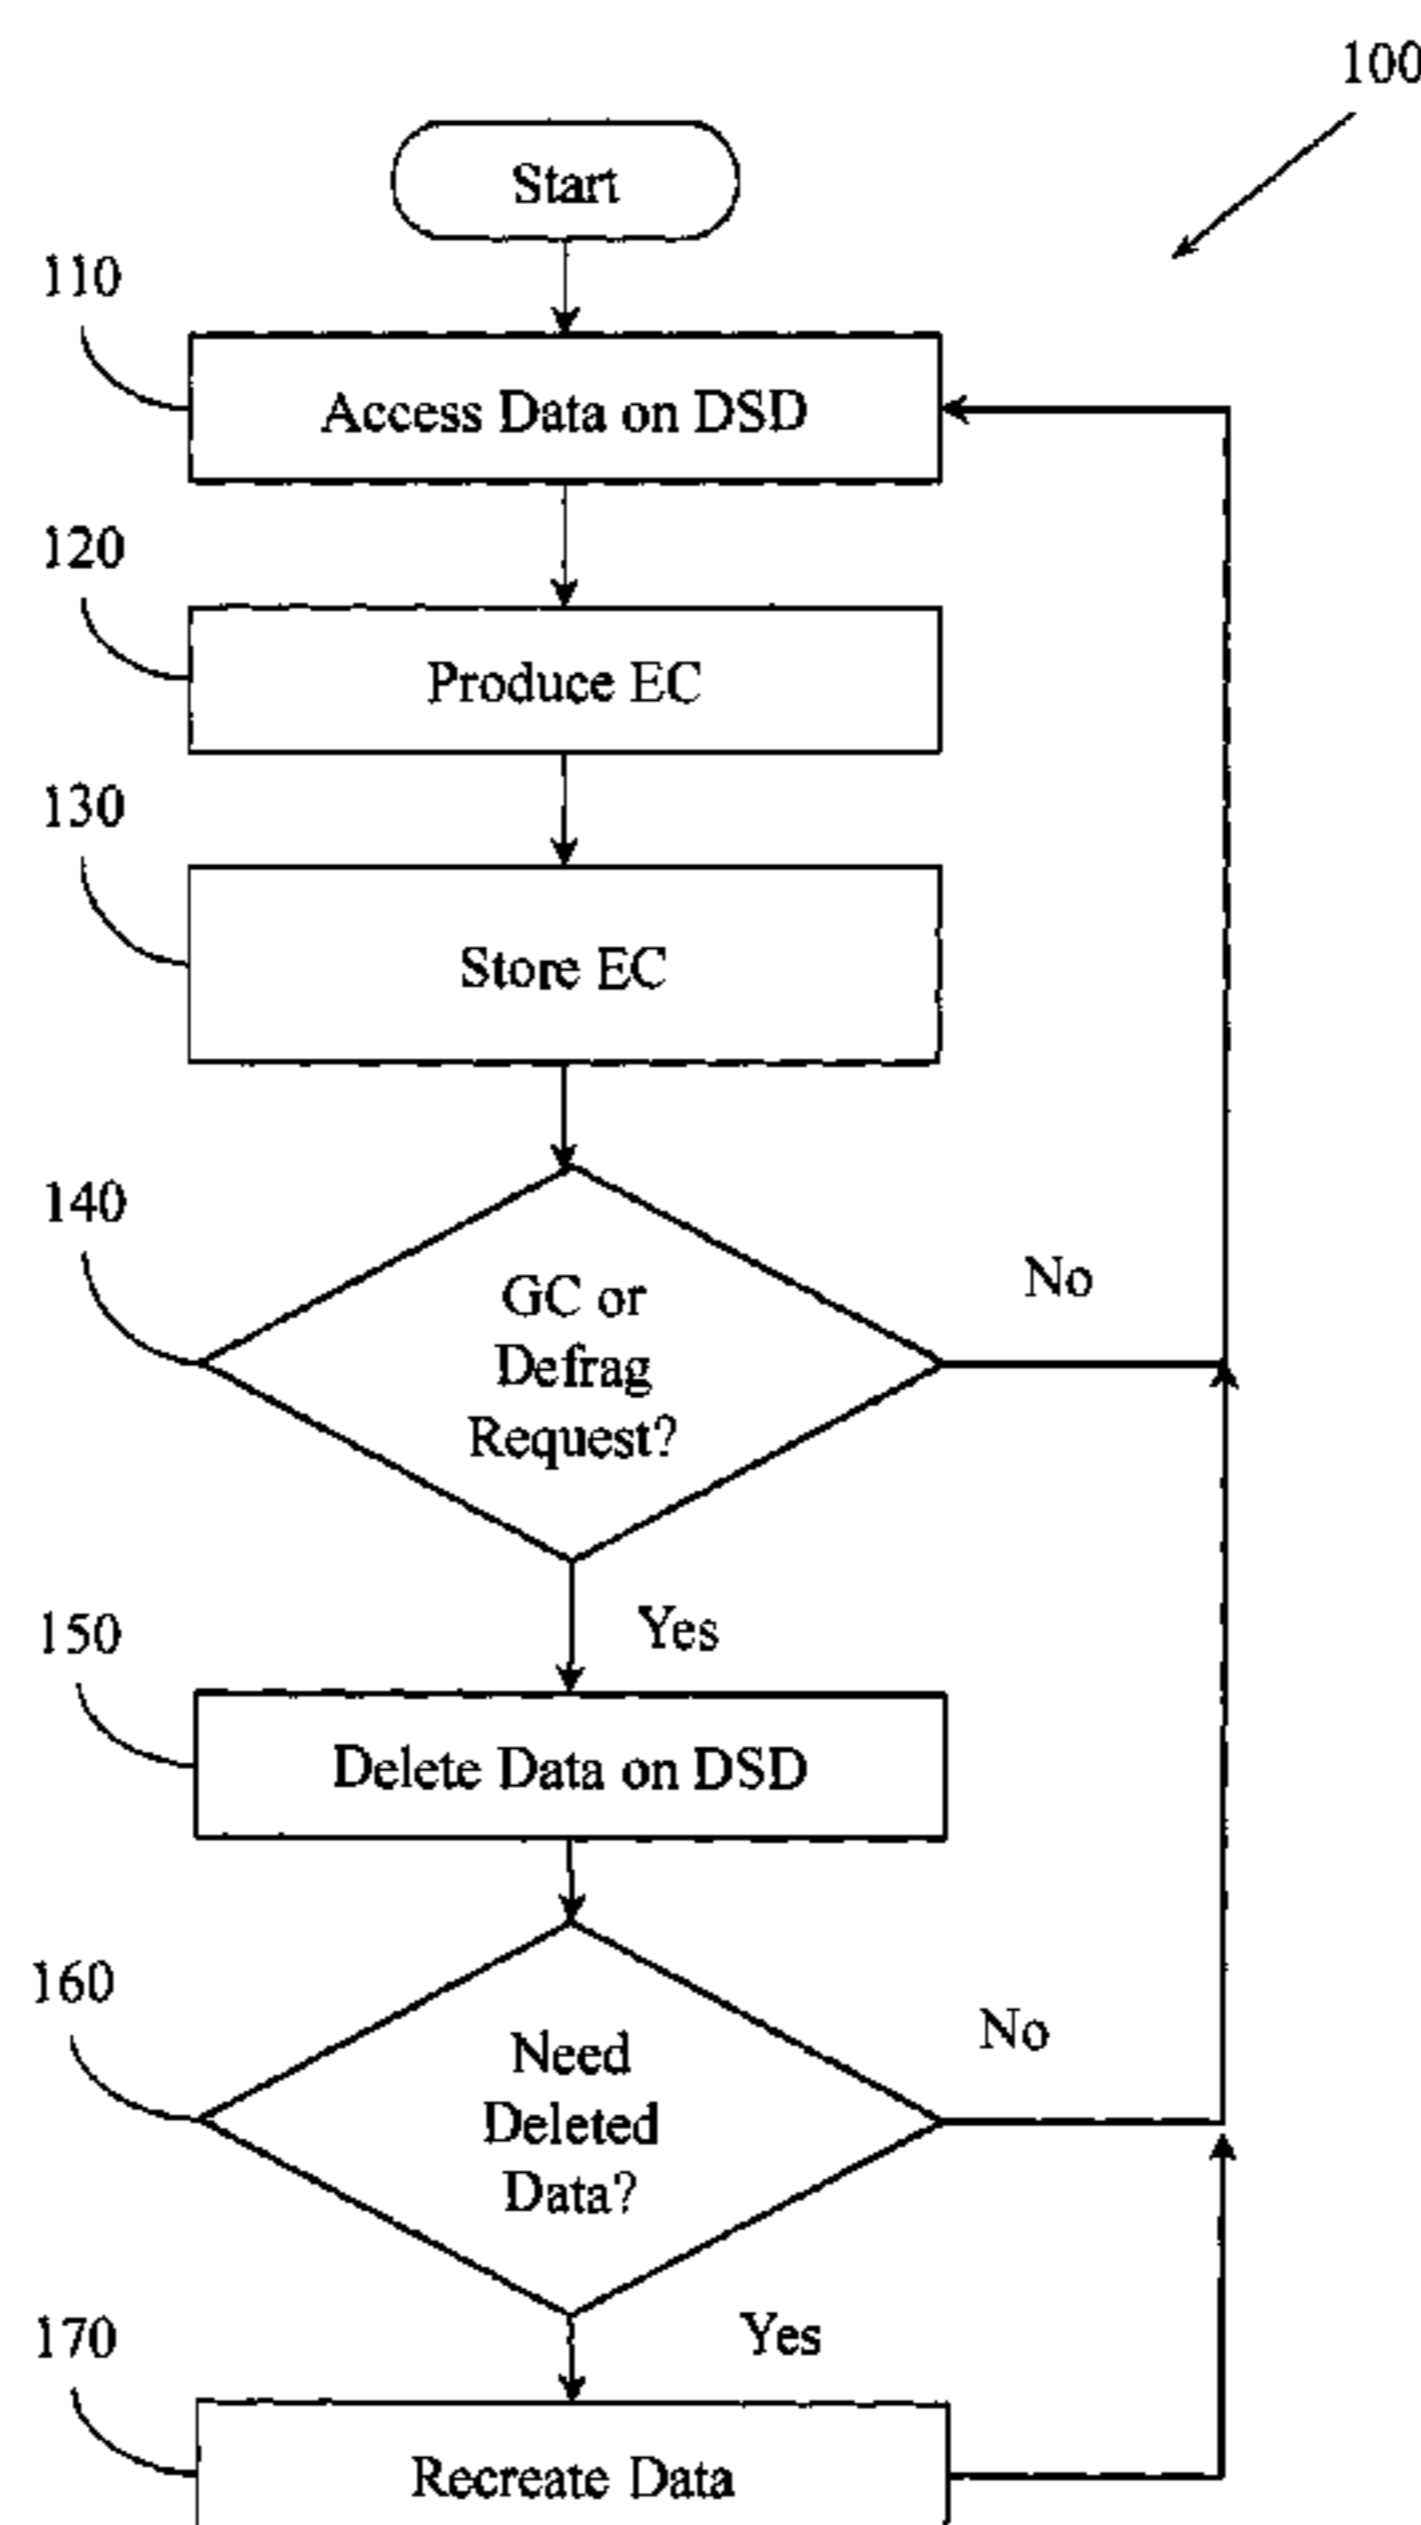 100
Start
110
Access Data on DSD
120
Produce EC
130
Store EC
140
GC or
Defrag
Request?
No
Yes
150
Delete Data on DSD
160
Need
Deleted
Data?
No
Yes
170
Recreate Data